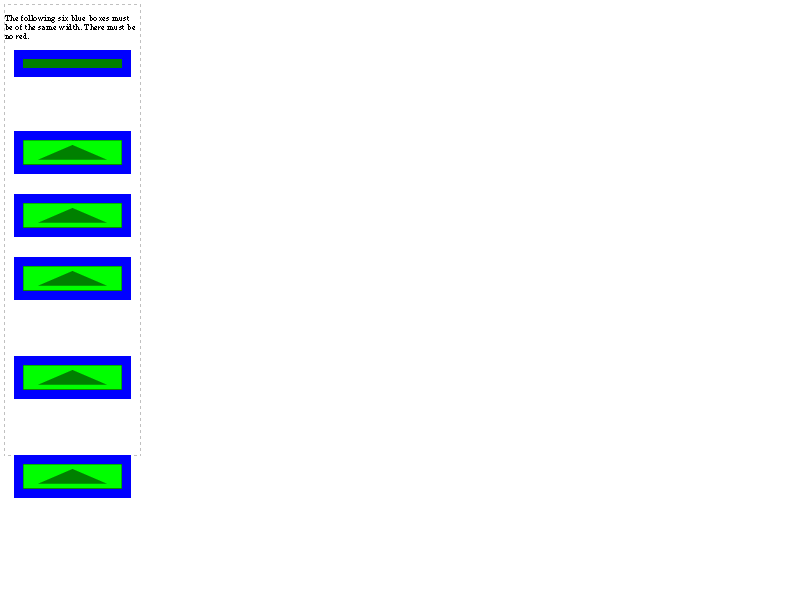 The following six blue boxes must
be of the same width. There must be
no red.